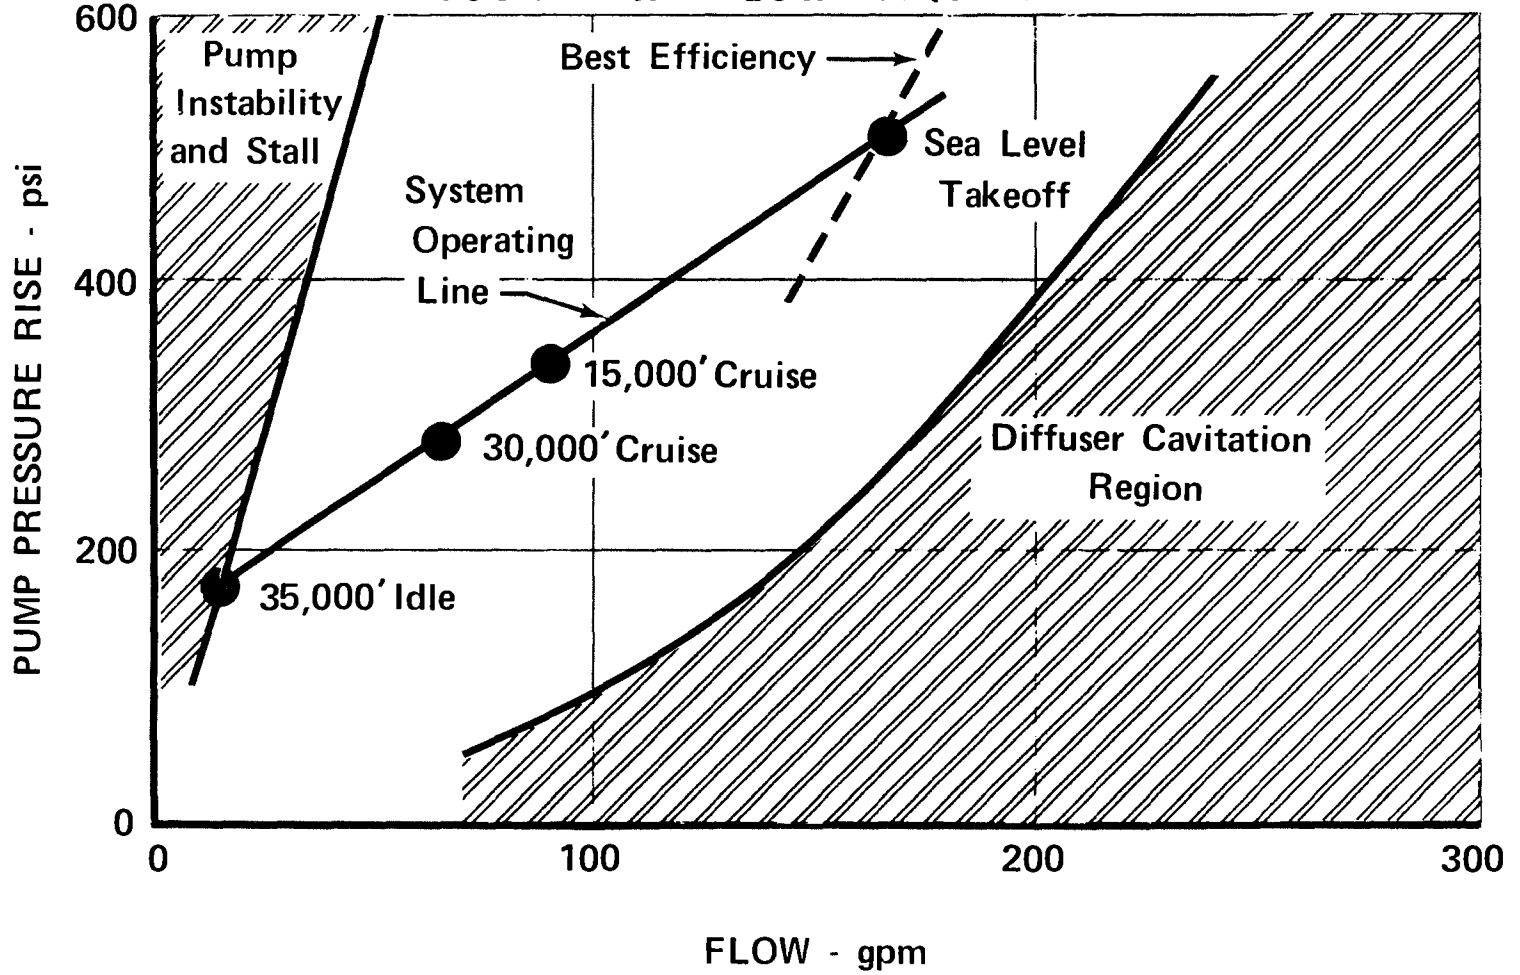 600
Pump
Instability
and Stall
Best Efficiency
Sea Level
Takeoff
System
Operating
Line
400
15,000' Cruise
30,000' Cruise
Diffuser Cavitation
Region
200
35,000' Idle
0
0
100
200
300
PUMP PRESSURE RISE - psi
FLOW - gpm